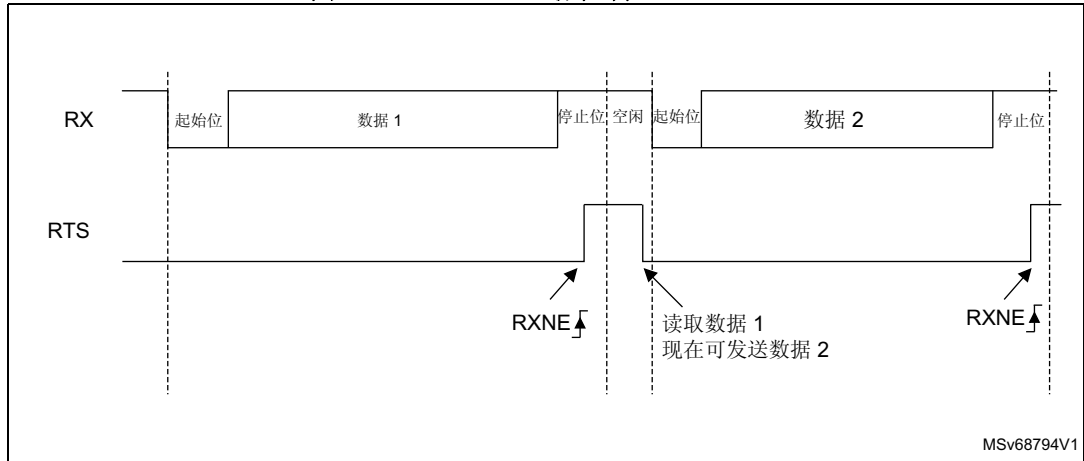 RX
起始位
数据 1
停止位
空闲
起始位
数据 2
停止位
RTS
RXNE
读取数据 1
现在可发送数据 2
RXNE
MSv68794V1